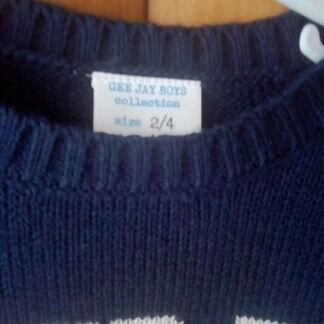 GEE JAY BOYS
collection
size 2/4